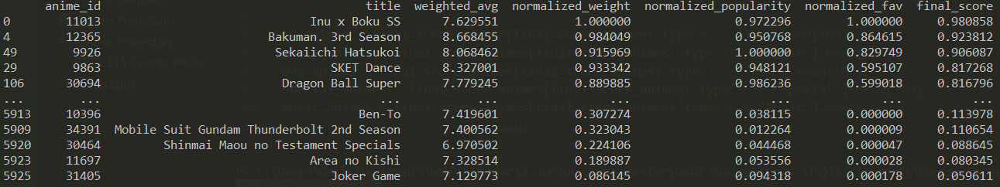 anime_id title weighted_avg normalized_weight normalized_popularity normalized_fav final_score
0 11013 Inu x Boku SS 7.629551 1.000000 0.972296 1.000000 0.980858
4 12365 Bakuman. 3rd Season 8.668455 0.984049 0.950768 0.864615 0.923812
49 9926 Sekaiichi Hatsukoi 8.068462 0.915969 1.000000 0.829749 0.906087
29 9863 SKET Dance 8.327001 0.933342 0.948121 0.595107 0.817268
106 30694 Dragon Ball Super 7.779245 0.889885 0.986236 0.599018 0.816796
... ... ... ... ... ... ... ...
5913 10396 Ben-To 7.419601 0.307274 0.038115 0.000000 0.113978
5909 34391 Mobile Suit Gundam Thunderbolt 2nd Season 7.400562 0.323043 0.012264 0.000009 0.110654
5920 30464 Shinmai Maou no Testament Specials 6.970502 0.224106 0.044468 0.000047 0.088645
5923 11697 Area no Kishi 7.328514 0.189887 0.053556 0.000028 0.080345
5925 31405 Joker Game 7.129773 0.086145 0.094318 0.000178 0.059611